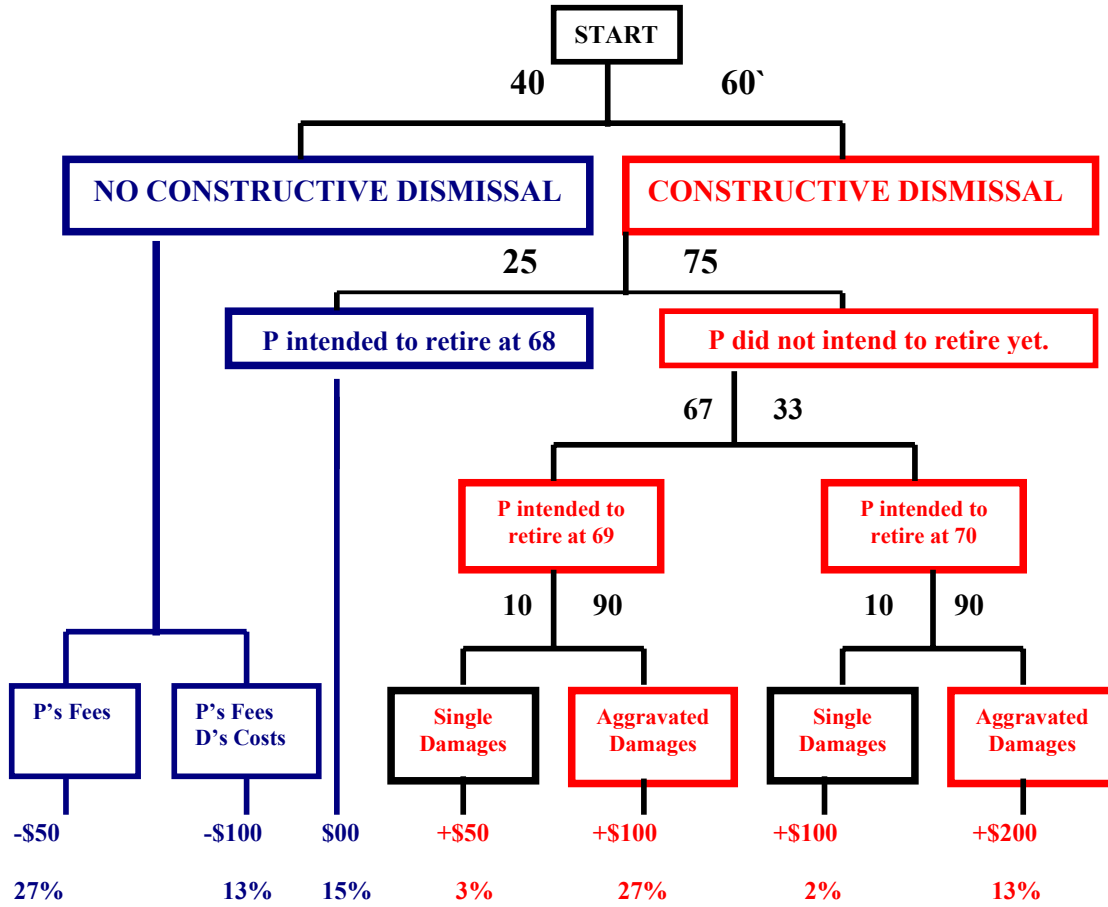 START
40 60`
NO CONSTRUCTIVE DISMISSAL
CONSTRUCTIVE DISMISSAL
25 75
P intended to retire at 68
P did not intend to retire yet.
67 33
P intended to
retire at 69
P intended to
retire at 70
10 90
10 90
P's Fees
P's Fees
D's Costs
Single
Damages
Aggravated
Damages
Single
Damages
Aggravated
Damages
-$50 -$100 $00 +$50 +$100 +$100 +$200
27% 13% 15% 3% 27% 2% 13%